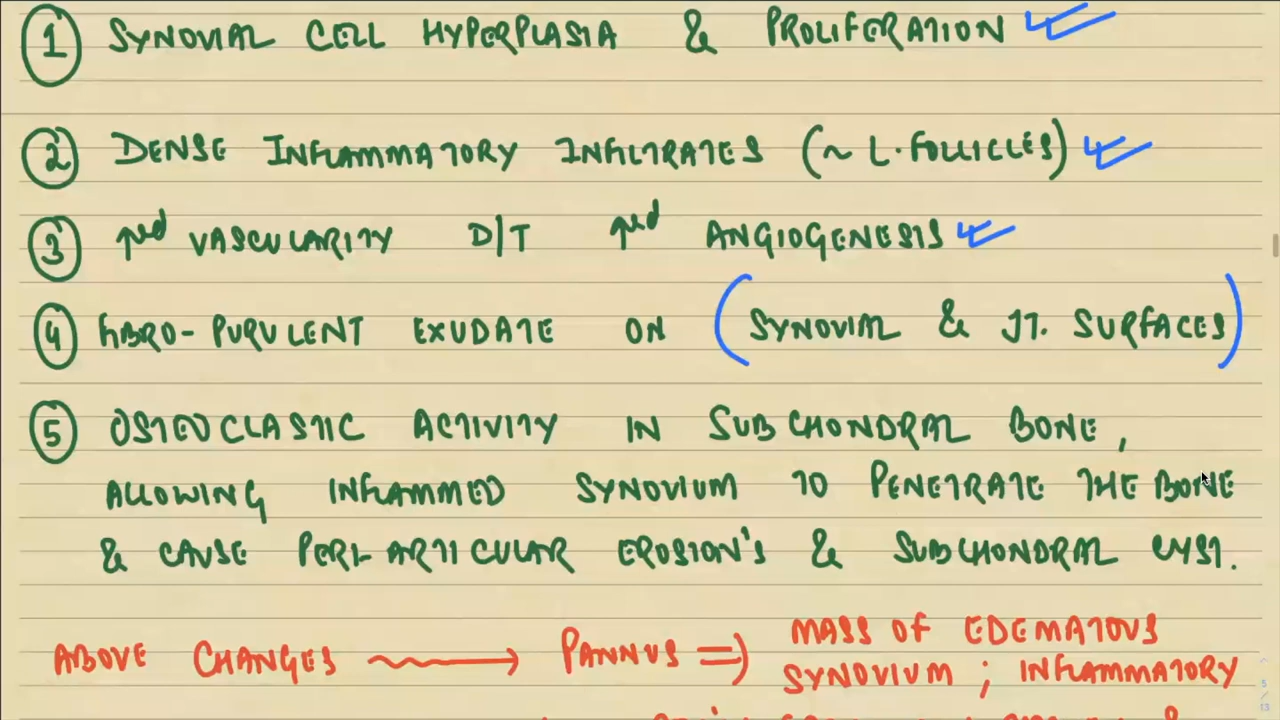 1 SYNOVIAL CELL HYPERPLASIA & PROLIFERATION
2 DENSE INFLAMMATORY INFILTRATES (~ L. FOLLICLES)
3 ↑ed VASCULARITY D/T ↑ed ANGIOGENESIS
4 FIBRO-PURULENT EXUDATE ON (SYNOVIAL & JT. SURFACES)
5 OSTEOCLASTIC ACTIVITY IN SUBCHONDRAL BONE,
ALLOWING INFLAMMED SYNOVIUM TO PENETRATE THE BONE
& CAUSE PERI-ARTICULAR EROSION'S & SUBCHONDRAL CYST.
ABOVE CHANGES → PANNUS ⇒ MASS OF EDEMATOUS
SYNOVIUM ; INFLAMMATORY
5
/
13